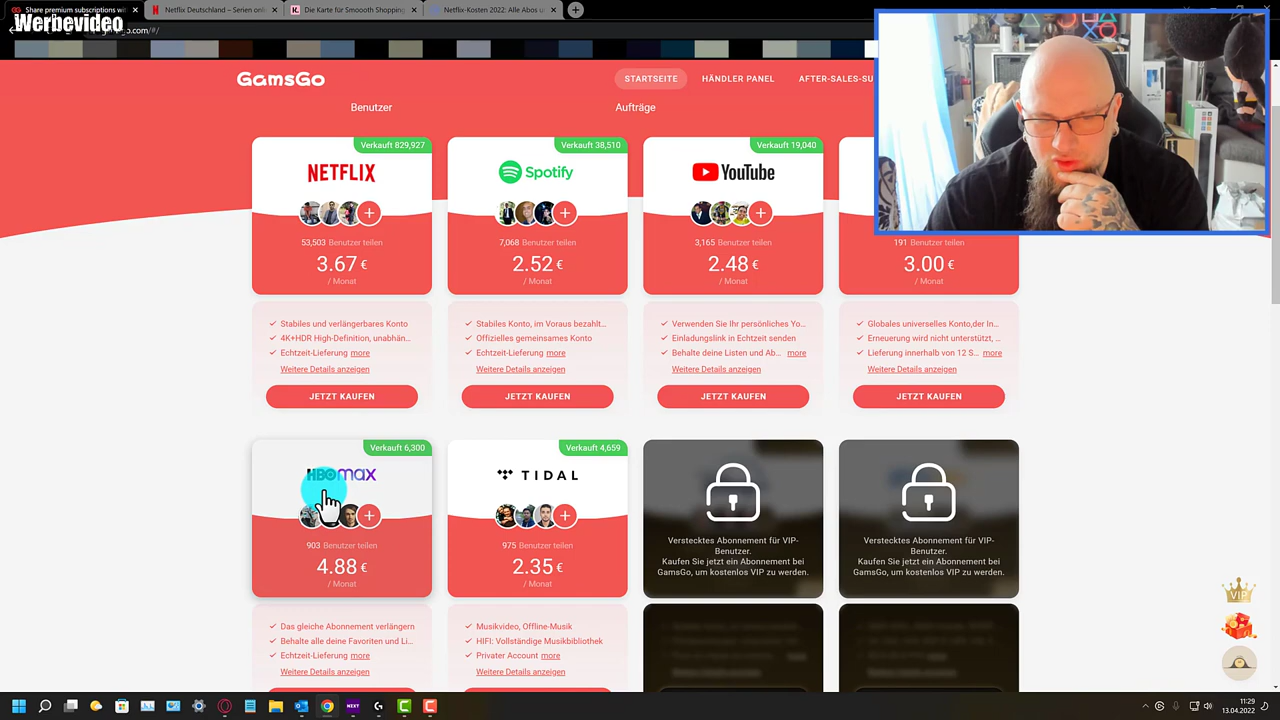 Share premium subscriptions wi
Netflix Deutschland – Serien onl
Die Karte für Smoooth Shopping
Netflix-Kosten 2022: Alle Abos u
Werbevideo
.com/#/
GamsGo
STARTSEITE
HÄNDLER PANEL
AFTER-SALES-SU
Benutzer
Aufträge
Verkauft 829,927
NETFLIX
53,503 Benutzer teilen
3.67 €
/ Monat
Stabiles und verlängerbares Konto
4K+HDR High-Definition, unabhän...
Echtzeit-Lieferung more
Weitere Details anzeigen
JETZT KAUFEN
Verkauft 38,510
Spotify
7,068 Benutzer teilen
2.52 €
/ Monat
Stabiles Konto, im Voraus bezahlt...
Offizielles gemeinsames Konto
Echtzeit-Lieferung more
Weitere Details anzeigen
JETZT KAUFEN
Verkauft 19,040
YouTube
3,165 Benutzer teilen
2.48 €
/ Monat
Verwenden Sie Ihr persönliches Yo...
Einladungslink in Echtzeit senden
Behalte deine Listen und Ab... more
Weitere Details anzeigen
JETZT KAUFEN
191 Benutzer teilen
3.00 €
/ Monat
Globales universelles Konto,der In...
Erneuerung wird nicht unterstützt, ...
Lieferung innerhalb von 12 S... more
Weitere Details anzeigen
JETZT KAUFEN
Verkauft 6,300
HBOmax
903 Benutzer teilen
4.88 €
/ Monat
Das gleiche Abonnement verlängern
Behalte alle deine Favoriten und Li...
Echtzeit-Lieferung more
Weitere Details anzeigen
Verkauft 4,659
TIDAL
975 Benutzer teilen
2.35 €
/ Monat
Musikvideo, Offline-Musik
HIFI: Vollständige Musikbibliothek
Privater Account more
Weitere Details anzeigen
Verstecktes Abonnement für VIP-
Benutzer.
Kaufen Sie jetzt ein Abonnement bei
GamsGo, um kostenlos VIP zu werden.
Verstecktes Abonnement für VIP-
Benutzer.
Kaufen Sie jetzt ein Abonnement bei
GamsGo, um kostenlos VIP zu werden.
VIP
NEXT
11:29
13.04.2022